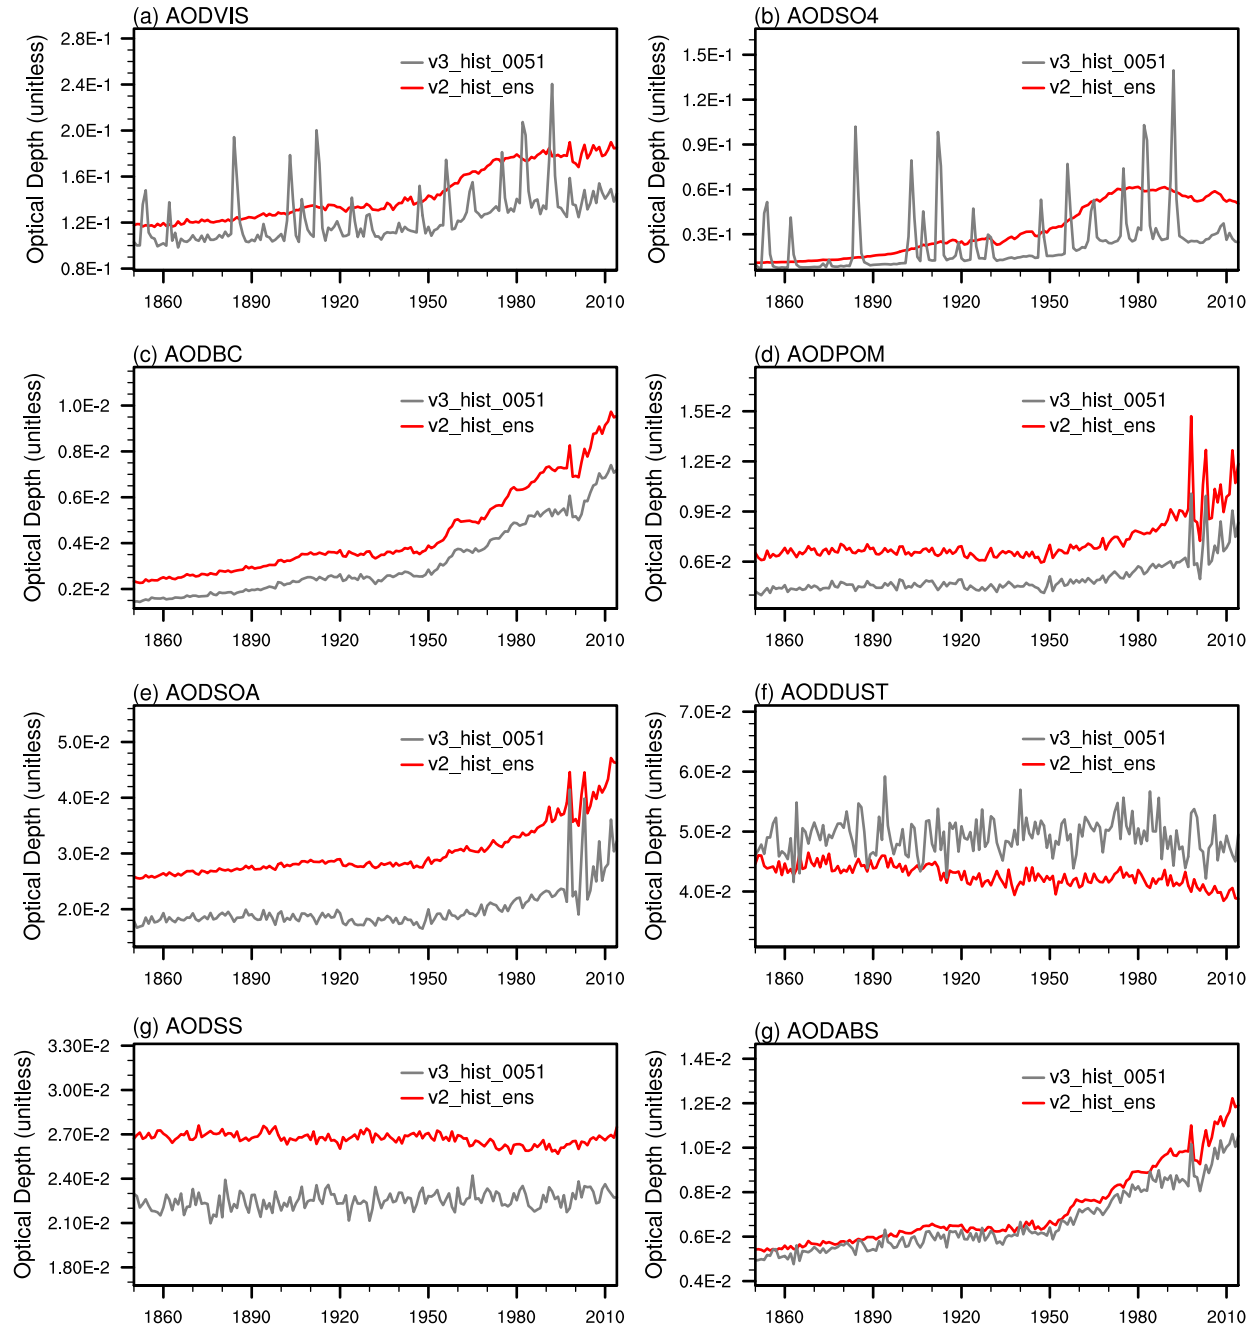 (a) AODVIS
Optical Depth (unitless)
2.8E-1
2.4E-1
2.0E-1
1.6E-1
1.2E-1
0.8E-1
v3_hist_0051
v2_hist_ens
1860 1890 1920 1950 1980 2010
(b) AODSO4
Optical Depth (unitless)
1.5E-1
1.2E-1
0.9E-1
0.6E-1
0.3E-1
v3_hist_0051
v2_hist_ens
1860 1890 1920 1950 1980 2010
(c) AODBC
Optical Depth (unitless)
1.0E-2
0.8E-2
0.6E-2
0.4E-2
0.2E-2
v3_hist_0051
v2_hist_ens
1860 1890 1920 1950 1980 2010
(d) AODPOM
Optical Depth (unitless)
1.5E-2
1.2E-2
0.9E-2
0.6E-2
v3_hist_0051
v2_hist_ens
1860 1890 1920 1950 1980 2010
(e) AODSOA
Optical Depth (unitless)
5.0E-2
4.0E-2
3.0E-2
2.0E-2
v3_hist_0051
v2_hist_ens
1860 1890 1920 1950 1980 2010
(f) AODDUST
Optical Depth (unitless)
7.0E-2
6.0E-2
5.0E-2
4.0E-2
v3_hist_0051
v2_hist_ens
1860 1890 1920 1950 1980 2010
(g) AODSS
Optical Depth (unitless)
3.30E-2
3.00E-2
2.70E-2
2.40E-2
2.10E-2
1.80E-2
v3_hist_0051
v2_hist_ens
1860 1890 1920 1950 1980 2010
(g) AODABS
Optical Depth (unitless)
1.4E-2
1.2E-2
1.0E-2
0.8E-2
0.6E-2
0.4E-2
v3_hist_0051
v2_hist_ens
1860 1890 1920 1950 1980 2010